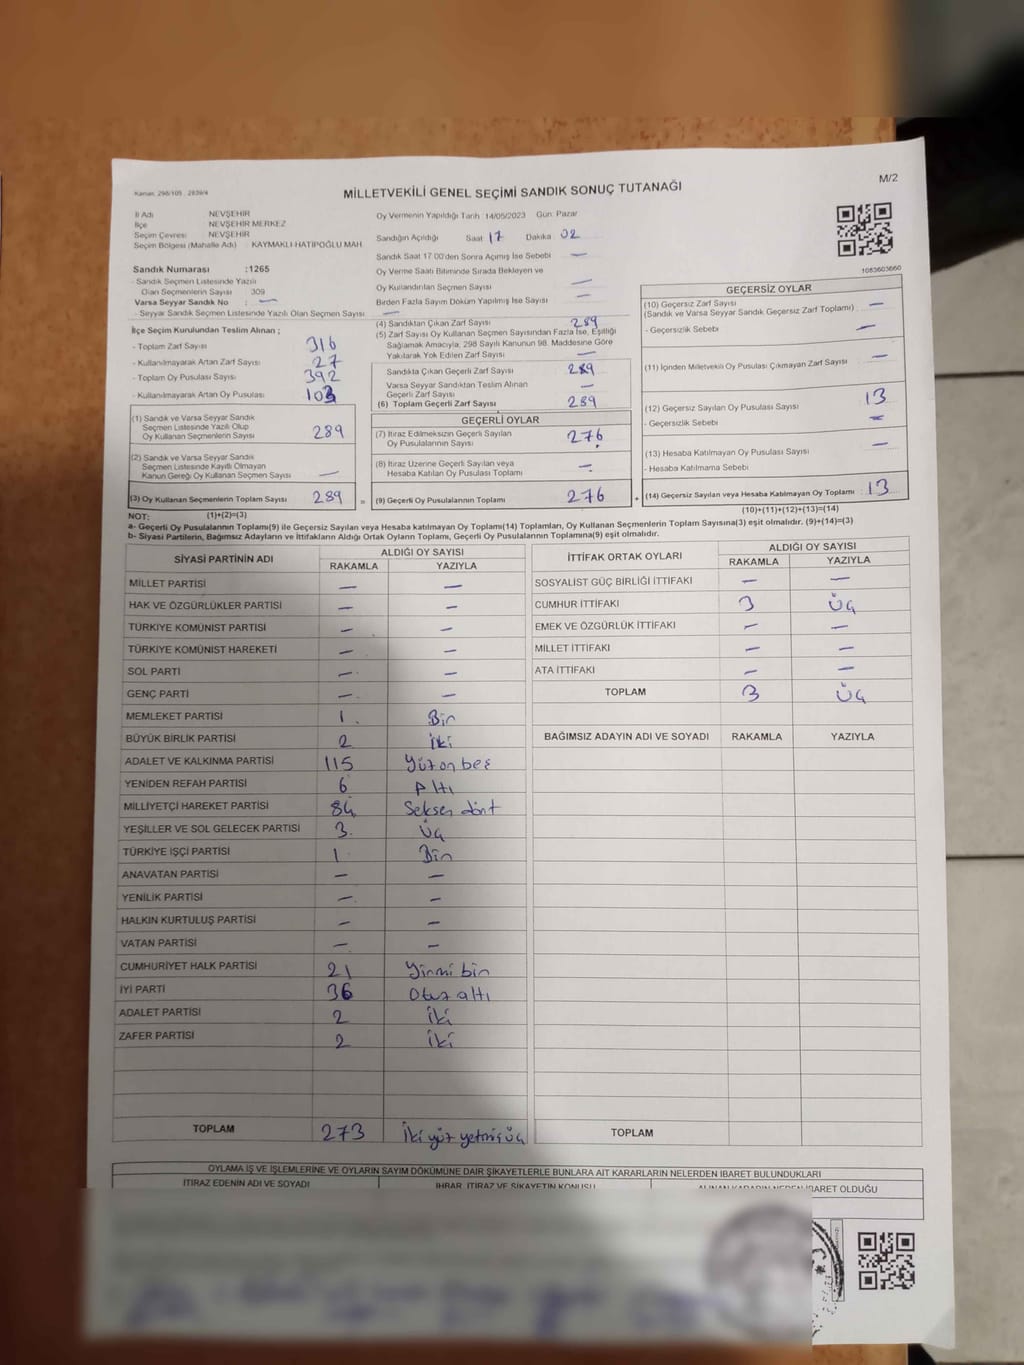 Kanun: 298/105 2839/4
M/2
MİLLETVEKİLİ GENEL SEÇİMİ SANDIK SONUÇ TUTANAĞI
İl Adı NEVŞEHİR
İlçe NEVŞEHİR MERKEZ
Seçim Çevresi NEVŞEHİR
Seçim Bölgesi (Mahalle Adı) : KAYMAKLI HATİPOĞLU MAH
Sandık Numarası :1265
- Sandık Seçmen Listesinde Yazılı
Olan Seçmenlerin Sayısı 309
Varsa Seyyar Sandık No : —
- Seyyar Sandık Seçmen Listesinde Yazılı Olan Seçmen Sayısı —
İlçe Seçim Kurulundan Teslim Alınan ;
- Toplam Zarf Sayısı 316
- Kullanılmayarak Artan Zarf Sayısı 27
- Toplam Oy Pusulası Sayısı 392
- Kullanılmayarak Artan Oy Pusulası 103
(1) Sandık ve Varsa Seyyar Sandık
Seçmen Listesinde Yazılı Olup
Oy Kullanan Seçmenlerin Sayısı 289
(2) Sandık ve Varsa Seyyar Sandık
Seçmen Listesinde Kayıtlı Olmayan
Kanun Gereği Oy Kullanan Seçmen Sayısı —
(3) Oy Kullanan Seçmenlerin Toplam Sayısı 289 =
(1)+(2)=(3)
Oy Vermenin Yapıldığı Tarih 14/05/2023 Gün: Pazar
Sandığın Açıldığı Saat 17 Dakika 02
Sandık Saat 17:00'den Sonra Açılmış İse Sebebi —
Oy Verme Saati Bitiminde Sırada Bekleyen ve
Oy Kullandırılan Seçmen Sayısı —
Birden Fazla Sayım Döküm Yapılmış İse Sayısı —
(4) Sandıktan Çıkan Zarf Sayısı 289
(5) Zarf Sayısı Oy Kullanan Seçmen Sayısından Fazla İse, Eşitliği
Sağlamak Amacıyla; 298 Sayılı Kanunun 98. Maddesine Göre
Yakılarak Yok Edilen Zarf Sayısı —
Sandıkta Çıkan Geçerli Zarf Sayısı 289
Varsa Seyyar Sandıktan Teslim Alınan
Geçerli Zarf Sayısı —
(6) Toplam Geçerli Zarf Sayısı 289
GEÇERLİ OYLAR
(7) İtiraz Edilmeksizin Geçerli Sayılan
Oy Pusulalarının Sayısı 276
(8) İtiraz Üzerine Geçerli Sayılan veya
Hesaba Katılan Oy Pusulası Toplamı —
(9) Geçerli Oy Pusulalarının Toplamı 276 +
1083603660
GEÇERSİZ OYLAR
(10) Geçersiz Zarf Sayısı —
(Sandık ve Varsa Seyyar Sandık Geçersiz Zarf Toplamı)
- Geçersizlik Sebebi —
(11) İçinden Milletvekili Oy Pusulası Çıkmayan Zarf Sayısı —
(12) Geçersiz Sayılan Oy Pusulası Sayısı 13
- Geçersizlik Sebebi —
(13) Hesaba Katılmayan Oy Pusulası Sayısı —
- Hesaba Katılmama Sebebi
(14) Geçersiz Sayılan veya Hesaba Katılmayan Oy Toplamı : 13
(10)+(11)+(12)+(13)=(14)
NOT:
a- Geçerli Oy Pusulalarının Toplamı(9) ile Geçersiz Sayılan veya Hesaba katılmayan Oy Toplamı(14) Toplamları, Oy Kullanan Seçmenlerin Toplam Sayısına(3) eşit olmalıdır. (9)+(14)=(3)
b- Siyasi Partilerin, Bağımsız Adayların ve İttifakların Aldığı Ortak Oyların Toplamı, Geçerli Oy Pusulalarının Toplamına(9) eşit olmalıdır.
SİYASİ PARTİNİN ADI ALDIĞI OY SAYISI
RAKAMLA YAZIYLA
MİLLET PARTİSİ — —
HAK VE ÖZGÜRLÜKLER PARTİSİ — —
TÜRKİYE KOMÜNİST PARTİSİ — —
TÜRKİYE KOMÜNİST HAREKETİ — —
SOL PARTİ — —
GENÇ PARTİ — —
MEMLEKET PARTİSİ 1 Bir
BÜYÜK BİRLİK PARTİSİ 2 İki
ADALET VE KALKINMA PARTİSİ 115 Yüz on beş
YENİDEN REFAH PARTİSİ 6 Altı
MİLLİYETÇİ HAREKET PARTİSİ 84 Seksen dört
YEŞİLLER VE SOL GELECEK PARTİSİ 3 Üç
TÜRKİYE İŞÇİ PARTİSİ 1 Bir
ANAVATAN PARTİSİ — —
YENİLİK PARTİSİ — —
HALKIN KURTULUŞ PARTİSİ — —
VATAN PARTİSİ — —
CUMHURİYET HALK PARTİSİ 21 Yirmi bir
İYİ PARTİ 36 Otuz altı
ADALET PARTİSİ 2 İki
ZAFER PARTİSİ 2 İki
TOPLAM 273 İki yüz yetmiş üç
İTTİFAK ORTAK OYLARI ALDIĞI OY SAYISI
RAKAMLA YAZIYLA
SOSYALİST GÜÇ BİRLİĞİ İTTİFAKI — —
CUMHUR İTTİFAKI 3 Üç
EMEK VE ÖZGÜRLÜK İTTİFAKI — —
MİLLET İTTİFAKI — —
ATA İTTİFAKI — —
TOPLAM 3 Üç
BAĞIMSIZ ADAYIN ADI VE SOYADI RAKAMLA YAZIYLA
TOPLAM
OYLAMA İŞ VE İŞLEMLERİNE VE OYLARIN SAYIM DÖKÜMÜNE DAİR ŞİKAYETLERLE BUNLARA AİT KARARLARIN NELERDEN İBARET BULUNDUKLARI
İTİRAZ EDENİN ADI VE SOYADI İHBAR, İTİRAZ VE ŞİKAYETİN KONUSU ALINAN KARARIN NEDEN İBARET OLDUĞU